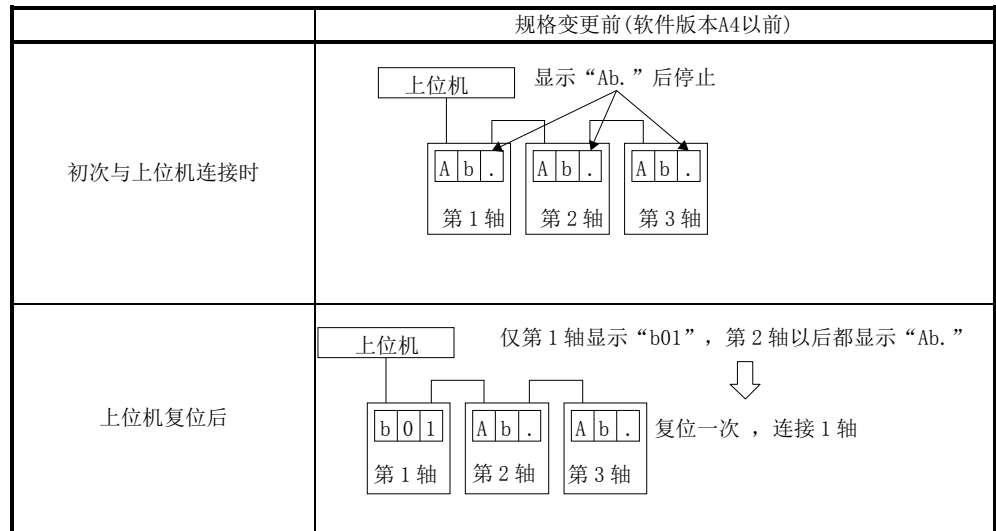 规格变更前(软件版本A4以前)
初次与上位机连接时
上位机
显示“Ab.”后停止
A b . A b . A b .
第1轴 第2轴 第3轴
上位机复位后
上位机
仅第1轴显示“b01”，第2轴以后都显示“Ab.”
b 0 1 A b . A b .
复位一次 ，连接1轴
第1轴 第2轴 第3轴